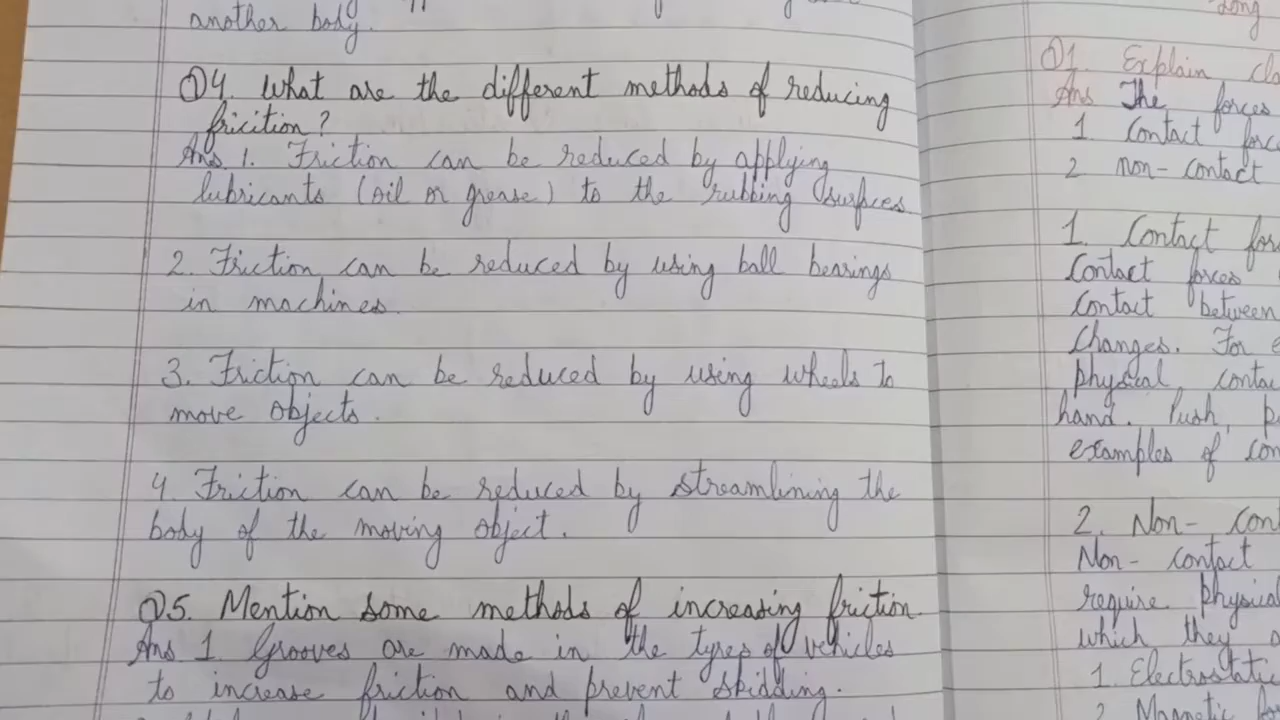 another body.
Q4. What are the different methods of reducing
fricition?
Ans. 1. Friction can be reduced by applying
lubricants (oil or grease) to the rubbing surfaces.
2. Friction can be reduced by using ball bearings
in machines.
3. Friction can be reduced by using wheels to
move objects.
4. Friction can be reduced by streamlining the
body of the moving object.
Q5. Mention some methods of increasing friction.
Ans. 1. Grooves are made in the tyres of vehicles
to increase friction and prevent skidding.
Long
Q1. Explain
Ans The forces
1. Contact
2 non-contact
1. Contact
Contact forces
Contact between
Changes. For
physical
hand. Push,
examples of
2. Non-
Non-contact
require physical
which they
1. Electrostatic
2. Magnetic